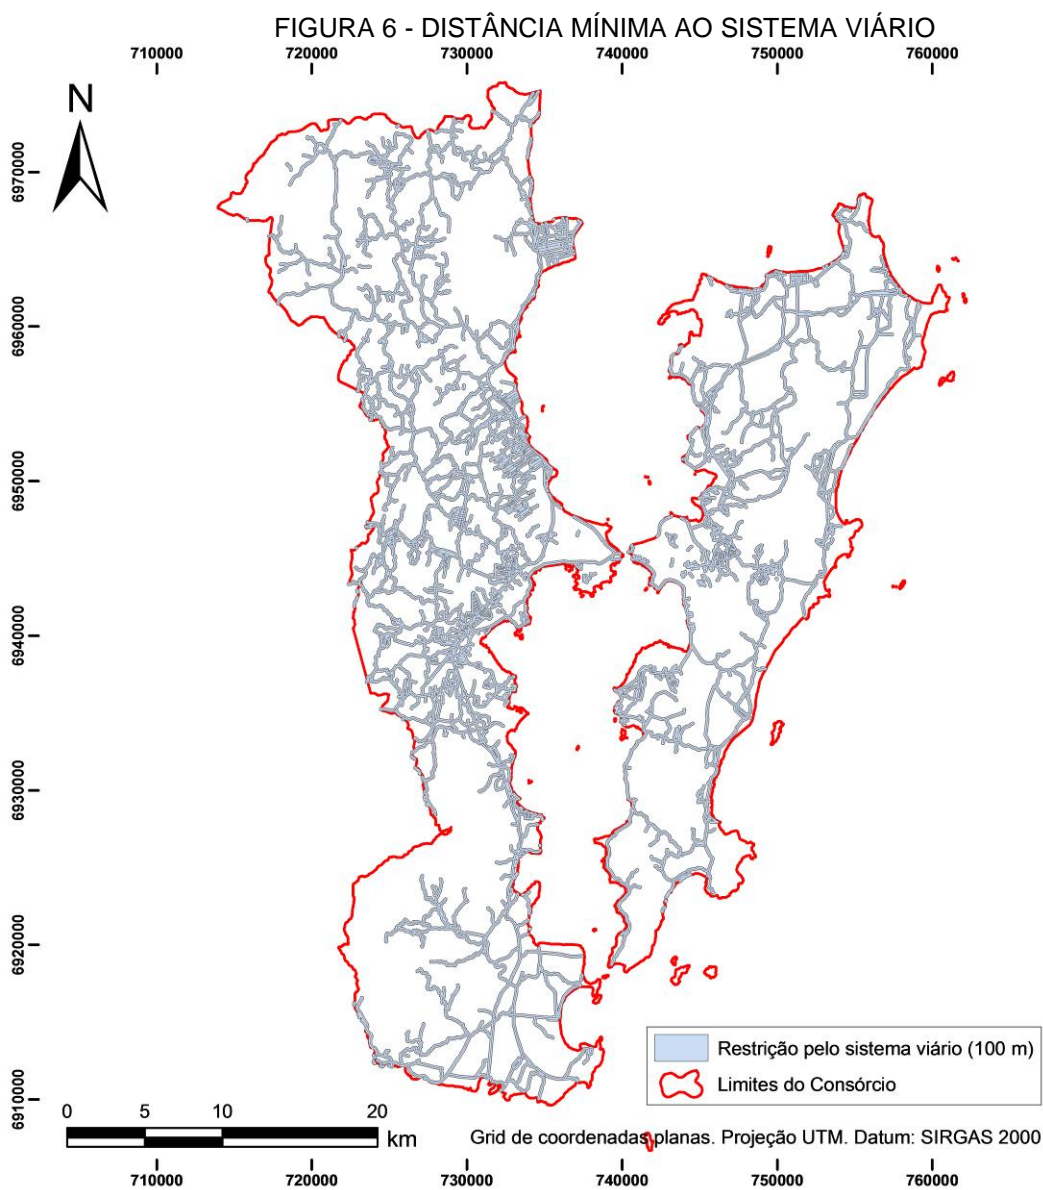 FIGURA 6 - DISTÂNCIA MÍNIMA AO SISTEMA VIÁRIO
710000 720000 730000 740000 750000 760000
N
6970000
6960000
6950000
6940000
6930000
6920000
6910000
Restrição pelo sistema viário (100 m)
Limites do Consórcio
0 5 10 20
km
Grid de coordenadas planas. Projeção UTM. Datum: SIRGAS 2000
710000 720000 730000 740000 750000 760000